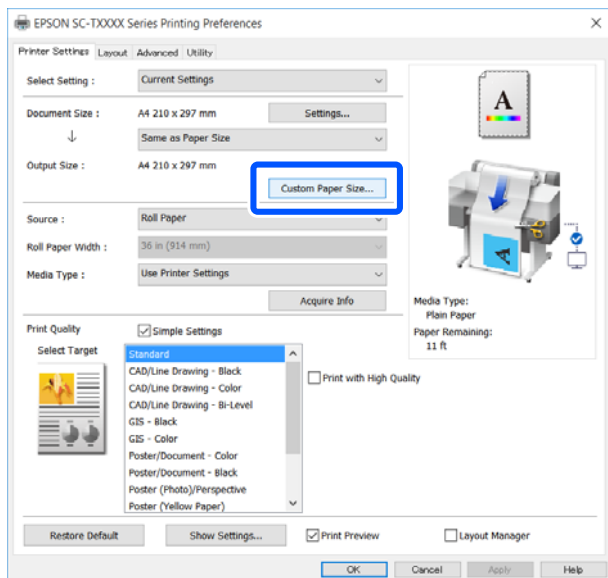 EPSON SC-TXXXX Series Printing Preferences
Printer Settings Layout Advanced Utility
Select Setting : Current Settings
Document Size : A4 210 x 297 mm Settings...
Same as Paper Size
Output Size : A4 210 x 297 mm
Custom Paper Size...
Source : Roll Paper
Roll Paper Width : 36 in (914 mm)
Media Type : Use Printer Settings
Acquire Info
A
A
Media Type:
Plain Paper
Paper Remaining:
11 ft
Print Quality Simple Settings
Select Target
Standard
CAD/Line Drawing - Black
CAD/Line Drawing - Color
CAD/Line Drawing - Bi-Level
GIS - Black
GIS - Color
Poster/Document - Color
Poster/Document - Black
Poster (Photo)/Perspective
Poster (Yellow Paper)
Print with High Quality
Restore Default Show Settings... Print Preview Layout Manager
OK Cancel Apply Help